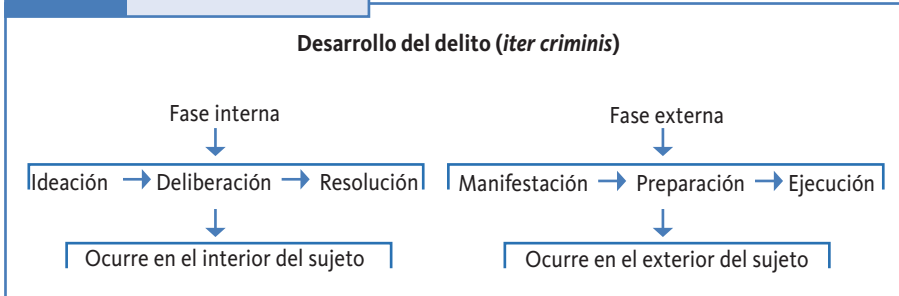 Desarrollo del delito (iter criminis)
Fase interna
Fase externa
Ideación Deliberación Resolución
Manifestación Preparación Ejecución
Ocurre en el interior del sujeto
Ocurre en el exterior del sujeto